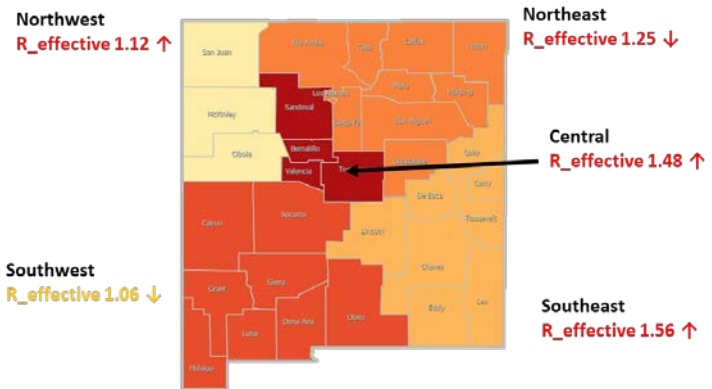 Northwest
R_effective 1.12 ↑
Northeast
R_effective 1.25 ↓
Central
R_effective 1.48 ↑
Southwest
R_effective 1.06 ↓
Southeast
R_effective 1.56 ↑
San Juan
Rio Arriba
Taos
Colfax
Union
McKinley
Sandoval
Los Alamos
Mora
Harding
Santa Fe
San Miguel
Cibola
Bernalillo
Valencia
Guadalupe
Quay
Curry
De Baca
Roosevelt
Catron
Socorro
Lincoln
Chaves
Sierra
Grant
Luna
Dona Ana
Otero
Eddy
Lea
Hidalgo